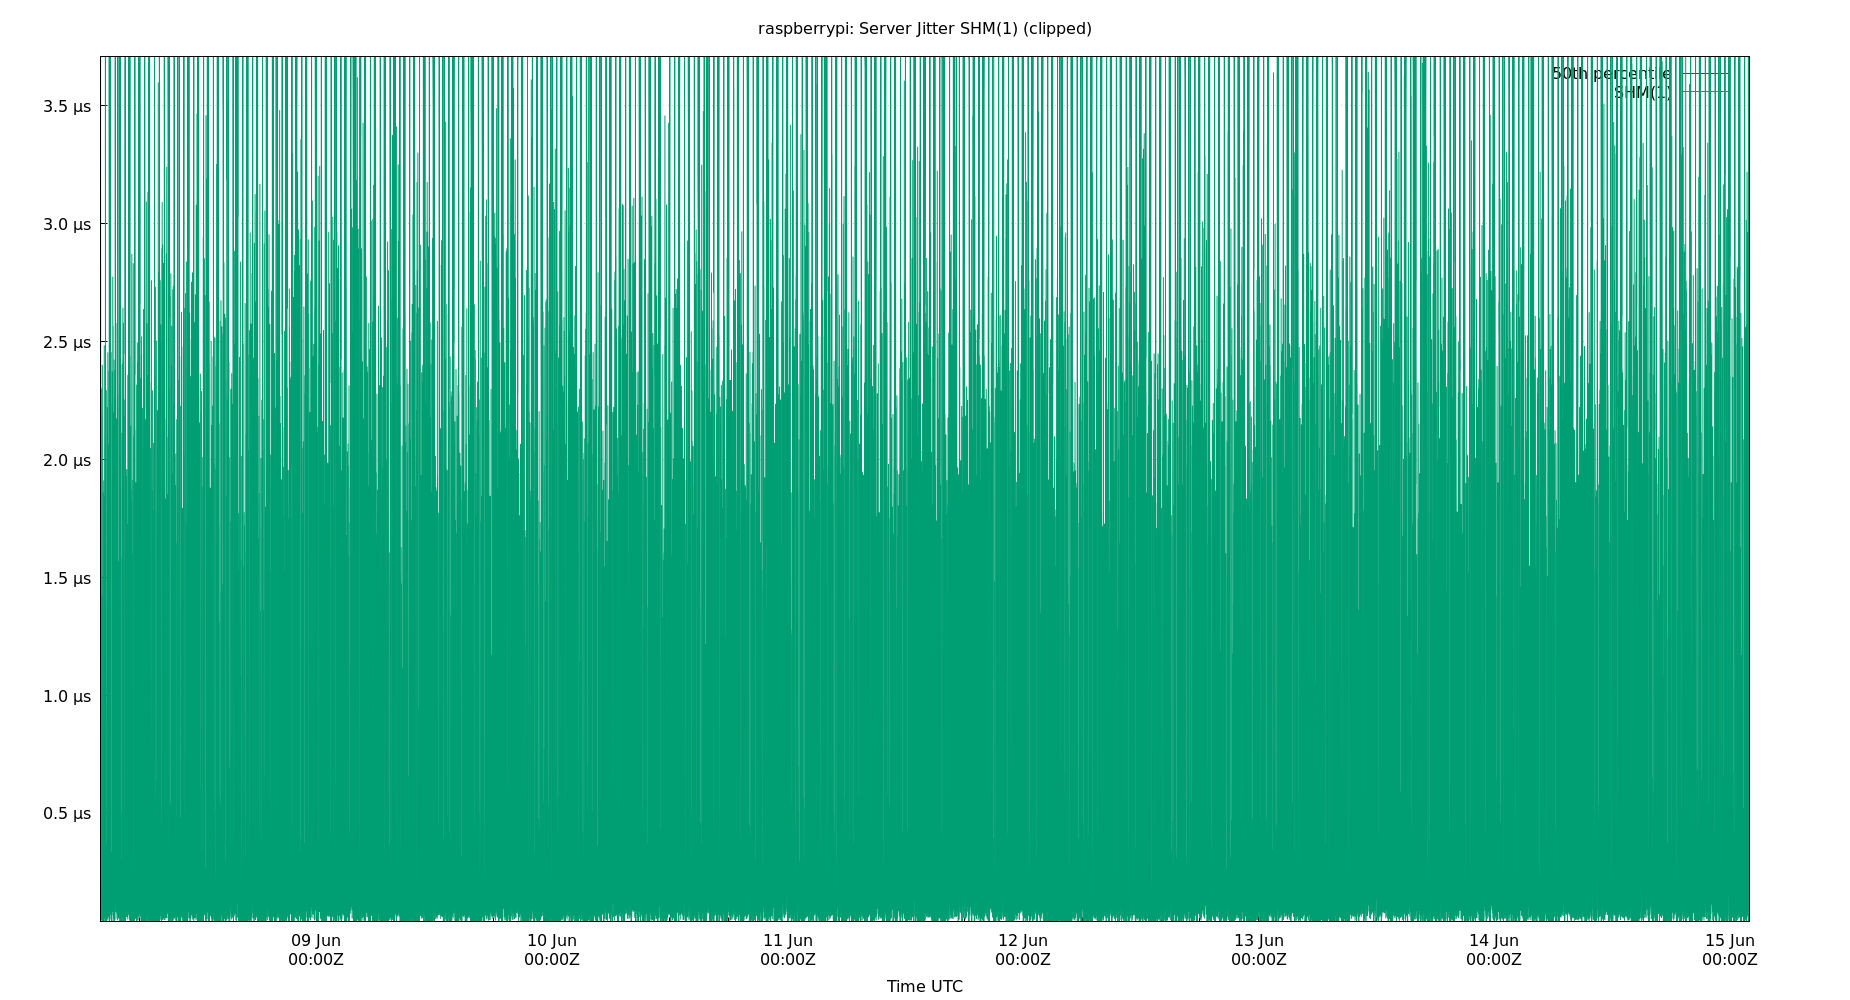 raspberrypi: Server Jitter SHM(1) (clipped)
50th percentile
SHM(1)
3.5 µs
3.0 µs
2.5 µs
2.0 µs
1.5 µs
1.0 µs
0.5 µs
09 Jun 10 Jun 11 Jun 12 Jun 13 Jun 14 Jun 15 Jun
00:00Z 00:00Z 00:00Z 00:00Z 00:00Z 00:00Z 00:00Z
Time UTC